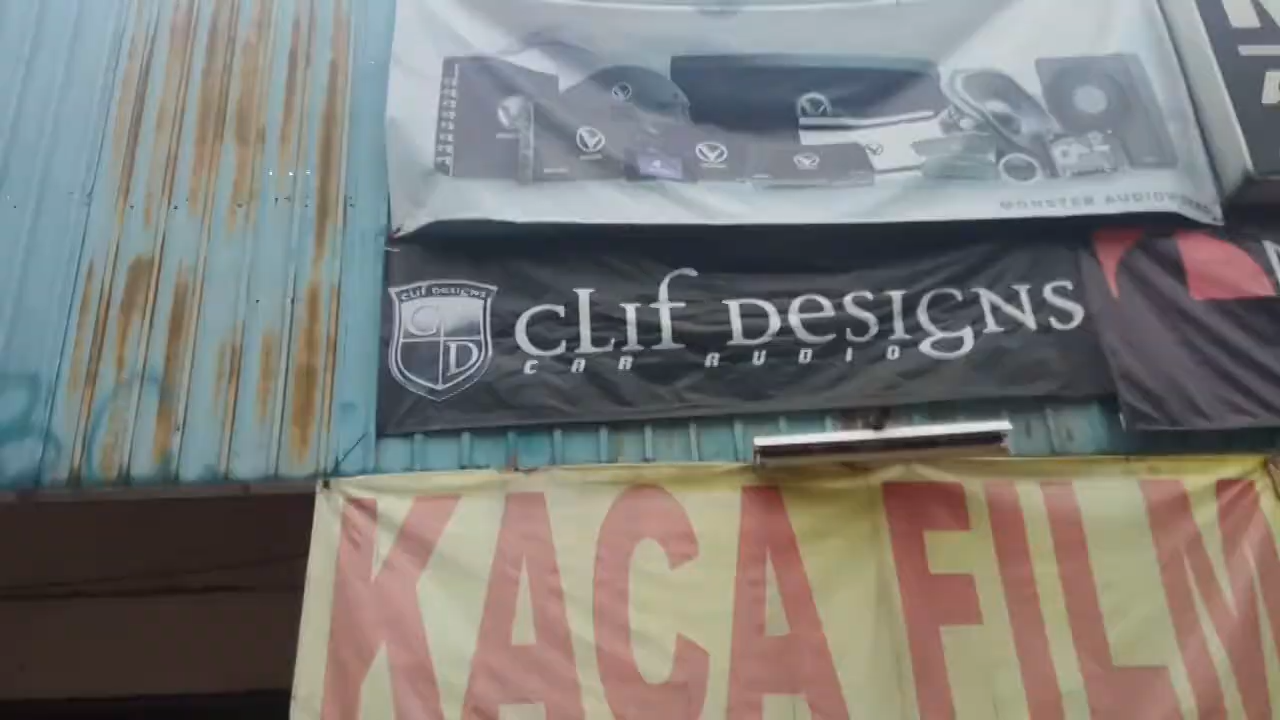 MONSTER AUDIOWORKS
CLIF DESIGNS
C D
CLIF DESIGNS
CAR AUDIO
KACA FILM